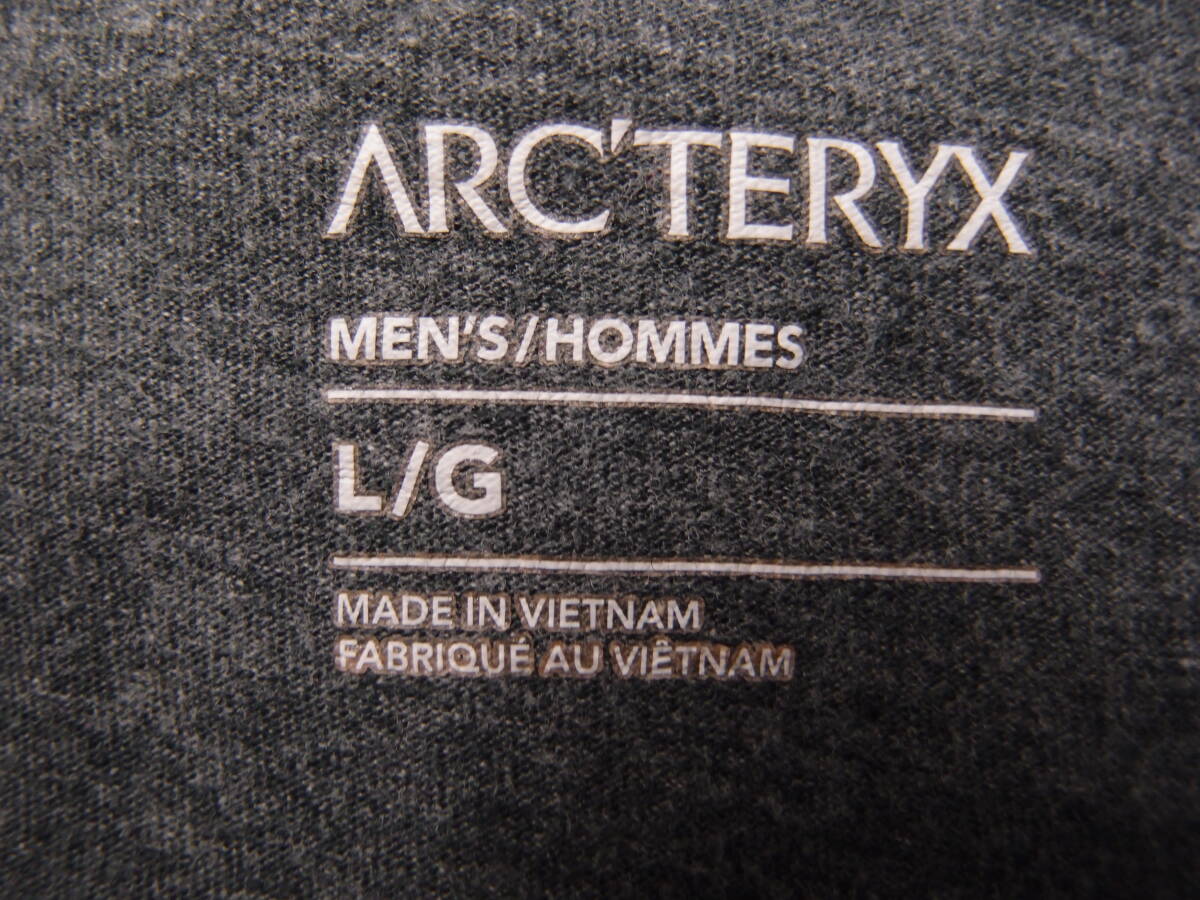 ARC'TERYX
MEN'S/HOMMES
L/G
MADE IN VIETNAM
FABRIQUÉ AU VIÊTNAM